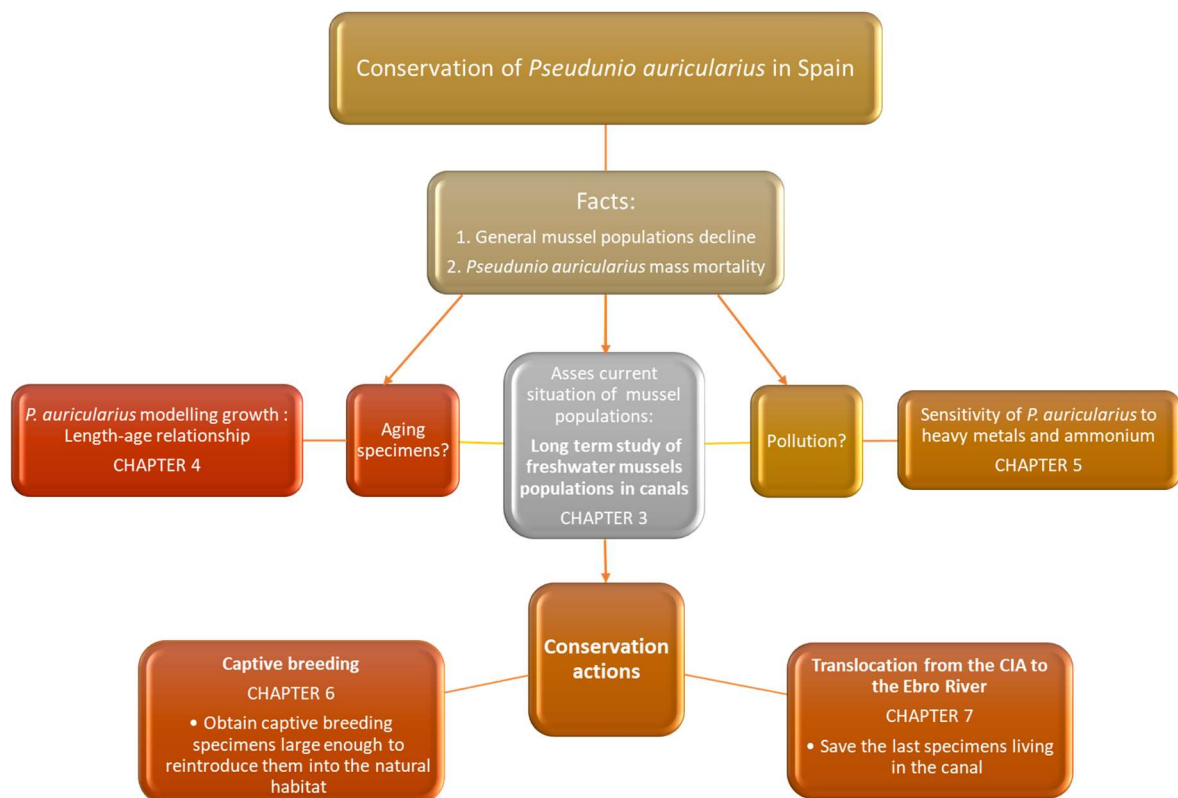 Conservation of Pseudunio auricularius in Spain
Facts:
1. General mussel populations decline
2. Pseudunio auricularius mass mortality
P. auricularius modelling growth :
Length-age relationship
CHAPTER 4
Aging
specimens?
Asses current
situation of mussel
populations:
Long term study of
freshwater mussels
populations in canals
CHAPTER 3
Pollution?
Sensitivity of P. auricularius to
heavy metals and ammonium
CHAPTER 5
Conservation
actions
Captive breeding
CHAPTER 6
• Obtain captive breeding
specimens large enough to
reintroduce them into the natural
habitat
Translocation from the CIA to
the Ebro River
CHAPTER 7
• Save the last specimens living
in the canal